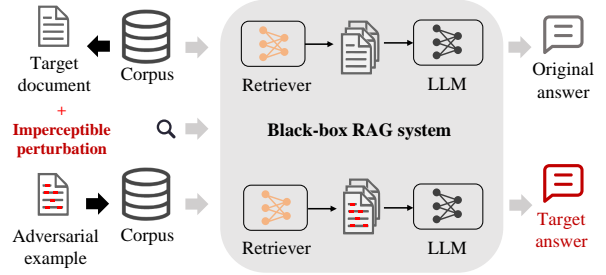 Target
document
Corpus
Retriever
LLM
Original
answer
+
Imperceptible
perturbation
Black-box RAG system
Adversarial
example
Corpus
Retriever
LLM
Target
answer